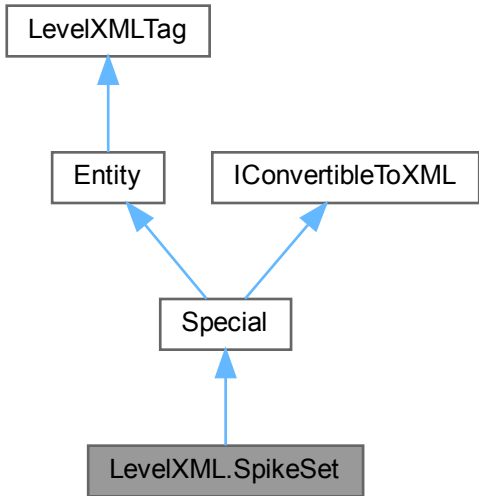 LevelXMLTag
Entity
IConvertibleToXML
Special
LevelXML.SpikeSet